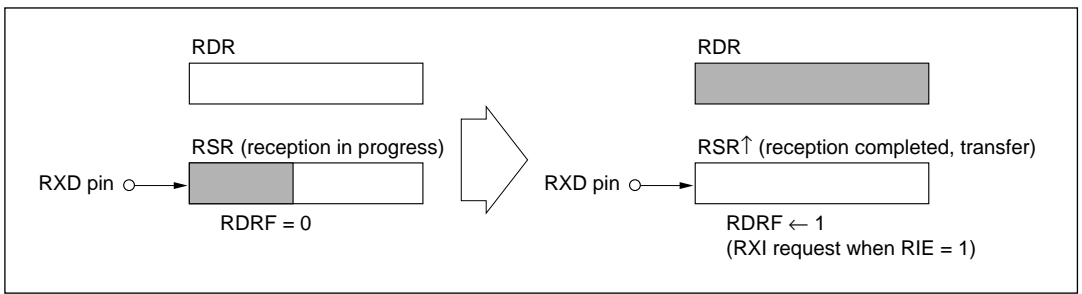 RDR
RSR (reception in progress)
RXD pin
RDRF = 0
RDR
RSR↑ (reception completed, transfer)
RXD pin
RDRF ← 1
(RXI request when RIE = 1)